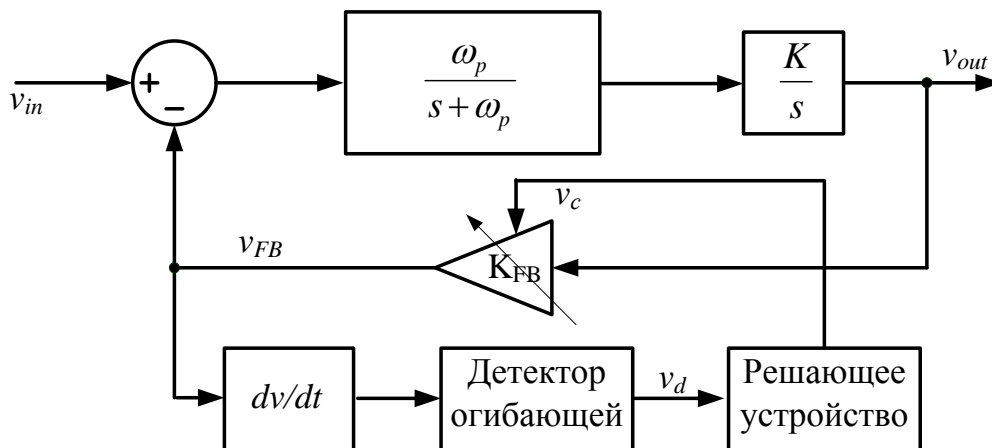 ω_p
s + ω_p
K
s
v_out
+
−
v_in
v_c
v_FB
K_FB
dv/dt
Детектор
огибающей
v_d
Решающее
устройство